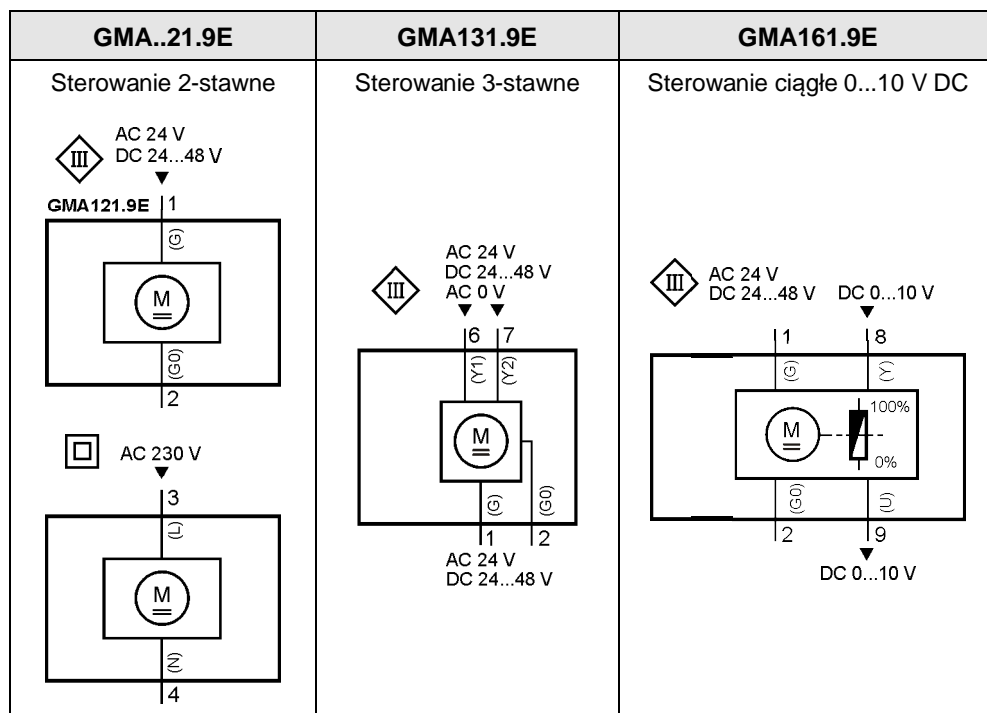 GMA..21.9E
GMA131.9E
GMA161.9E
Sterowanie 2-stawne
Sterowanie 3-stawne
Sterowanie ciągłe 0...10 V DC
III
AC 24 V
DC 24...48 V
GMA121.9E
1
(G)
M
(G0)
2
AC 230 V
3
(L)
M
(N)
4
III
AC 24 V
DC 24...48 V
AC 0 V
6 7
(Y1) (Y2)
M
(G) (G0)
1 2
AC 24 V
DC 24...48 V
III
AC 24 V
DC 24...48 V DC 0...10 V
1 8
(G) (Y)
100%
M
0%
(G0) (U)
2 9
DC 0...10 V